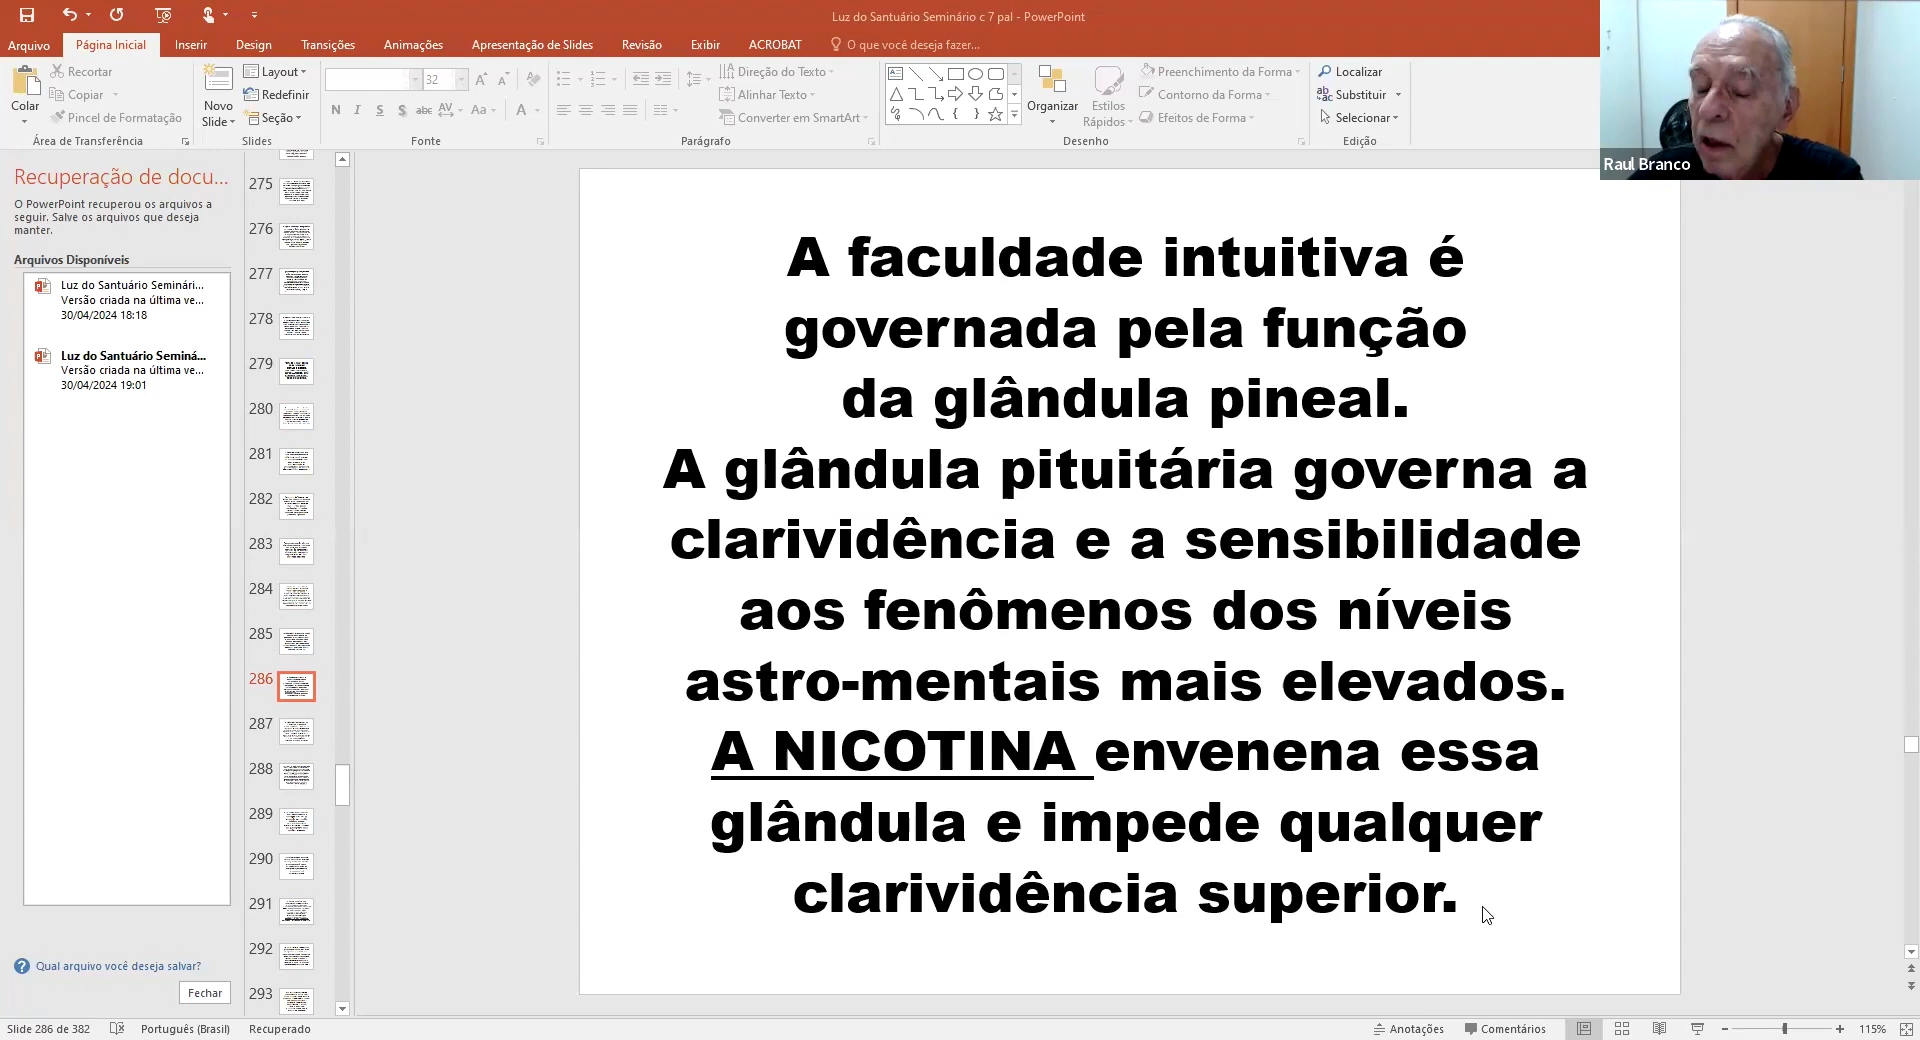 Luz do Santuário Seminário c 7 pal - PowerPoint
Arquivo Página Inicial Inserir Design Transições Animações Apresentação de Slides Revisão Exibir ACROBAT O que você deseja fazer...
Colar
Recortar
Copiar
Pincel de Formatação
Área de Transferência
Novo
Slide
Layout
Redefinir
Seção
Slides
32
N I S S abc AV Aa A
Fonte
Direção do Texto
Alinhar Texto
Converter em SmartArt
Parágrafo
Organizar
Estilos
Rápidos
Preenchimento da Forma
Contorno da Forma
Efeitos de Forma
Desenho
Localizar
Substituir
Selecionar
Edição
Raul Branco
Recuperação de docu...
O PowerPoint recuperou os arquivos a
seguir. Salve os arquivos que deseja
manter.
Arquivos Disponíveis
Luz do Santuário Seminári...
Versão criada na última ve...
30/04/2024 18:18
Luz do Santuário Seminá...
Versão criada na última ve...
30/04/2024 19:01
Qual arquivo você deseja salvar?
Fechar
275
276
277
278
279
280
281
282
283
284
285
286
287
288
289
290
291
292
293
A faculdade intuitiva é
governada pela função
da glândula pineal.
A glândula pituitária governa a
clarividência e a sensibilidade
aos fenômenos dos níveis
astro-mentais mais elevados.
A NICOTINA envenena essa
glândula e impede qualquer
clarividência superior.
Slide 286 de 382 Português (Brasil) Recuperado Anotações Comentários 115%